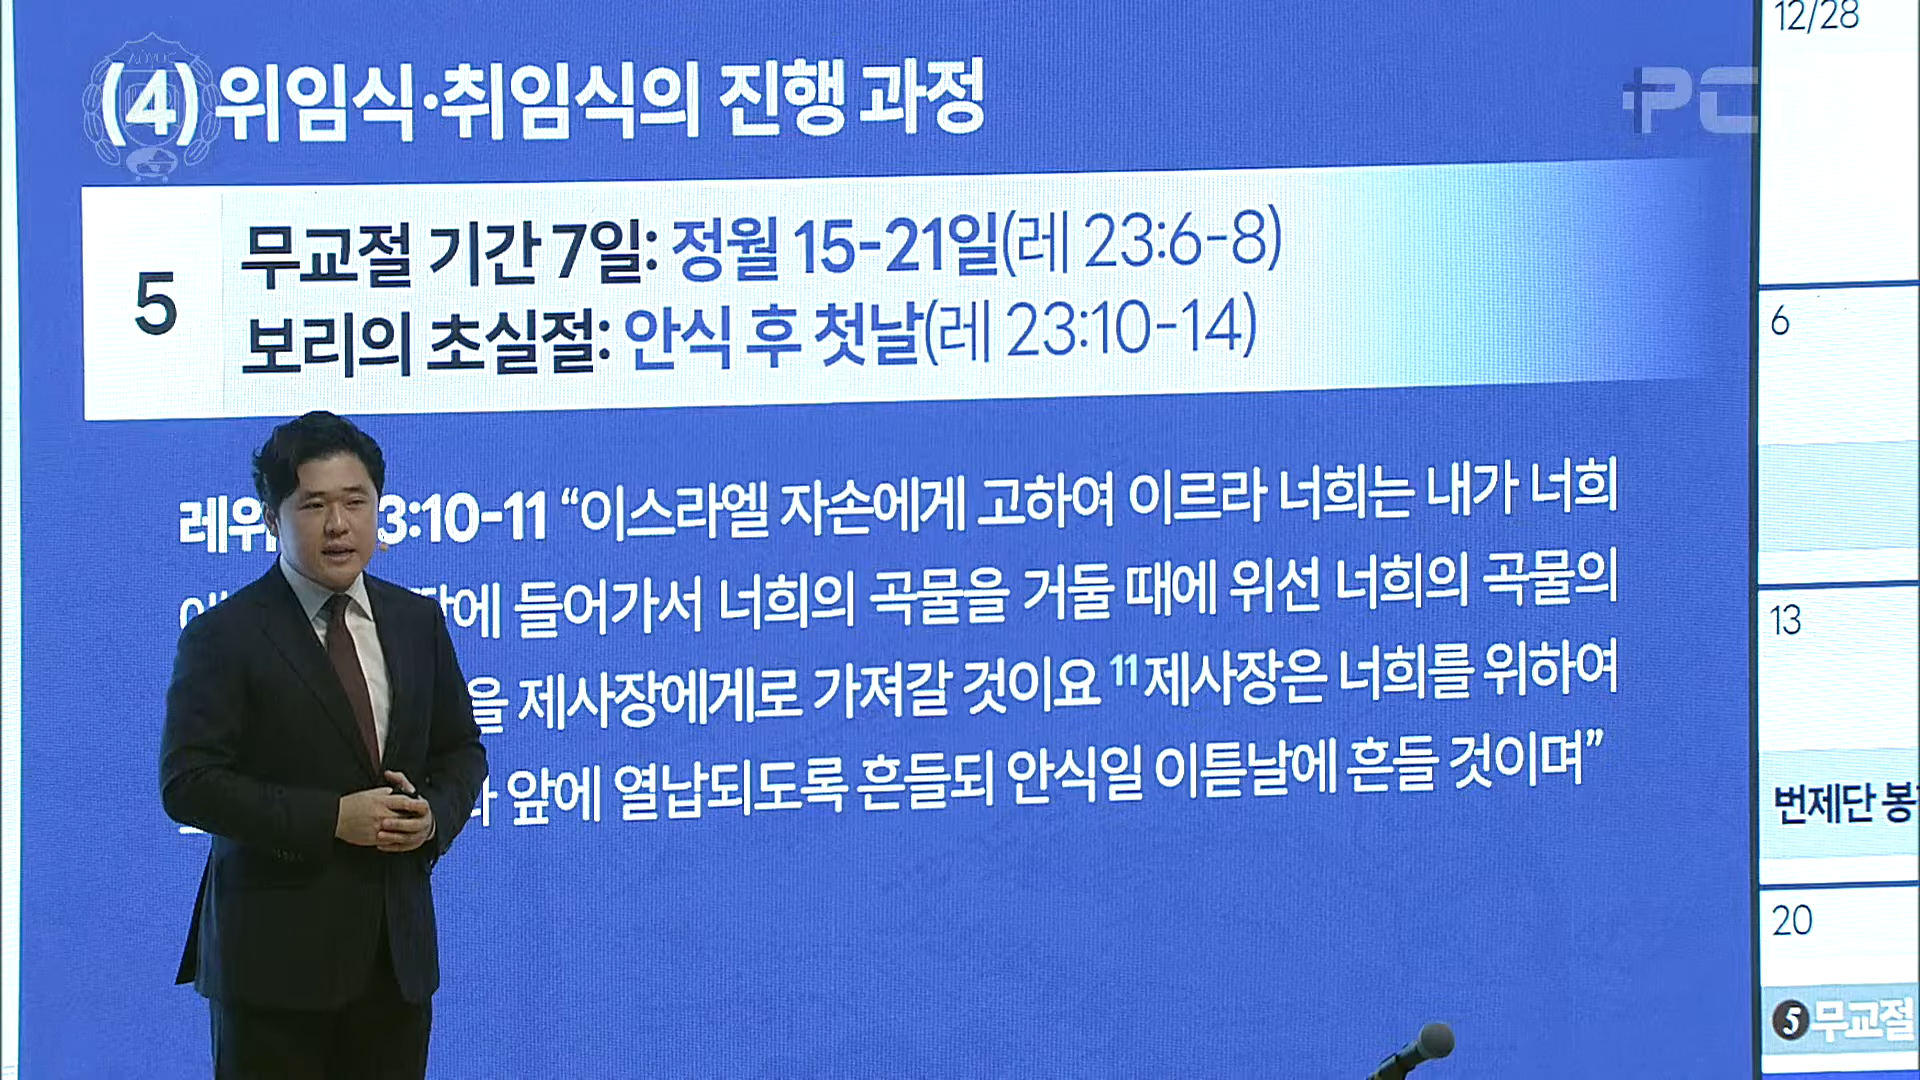 (4) 위임식·취임식의 진행 과정
5
무교절 기간 7일: 정월 15-21일(레 23:6-8)
보리의 초실절: 안식 후 첫날(레 23:10-14)
3:10-11 “이스라엘 자손에게 고하여 이르라 너희는 내가 너희
들어가서 너희의 곡물을 거둘 때에 위선 너희의 곡물의
을 제사장에게로 가져갈 것이요 11 제사장은 너희를 위하여
앞에 열납되도록 흔들되 안식일 이튿날에 흔들 것이며”
12/28
6
13
번제단
20
5 무교절